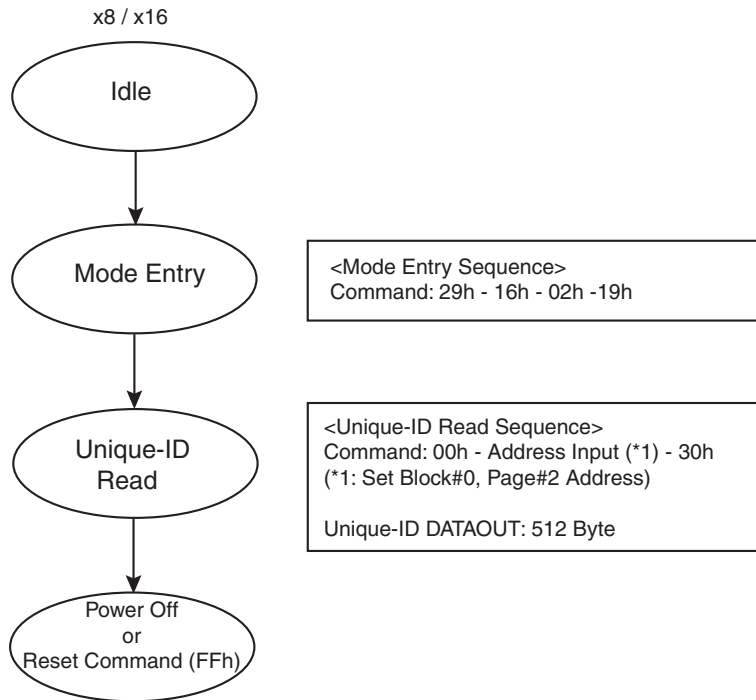 x8 / x16
Idle
Mode Entry
<Mode Entry Sequence>
Command: 29h - 16h - 02h -19h
Unique-ID
Read
<Unique-ID Read Sequence>
Command: 00h - Address Input (*1) - 30h
(*1: Set Block#0, Page#2 Address)
Unique-ID DATAOUT: 512 Byte
Power Off
or
Reset Command (FFh)